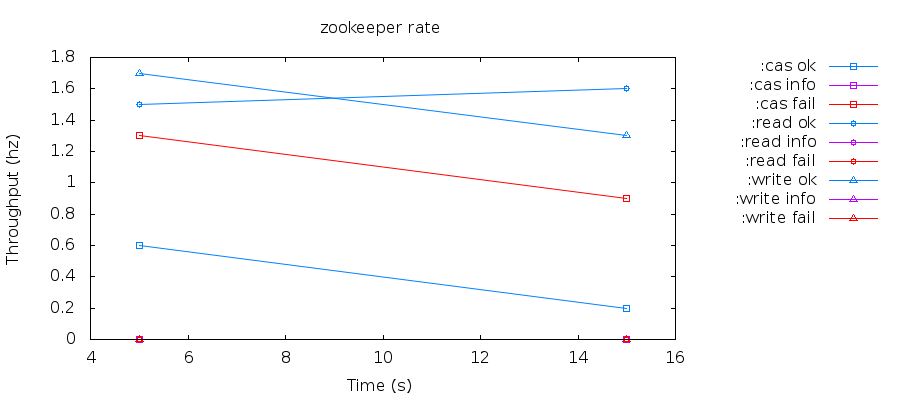 zookeeper rate
Throughput (hz)
1.8
1.6
1.4
1.2
1
0.8
0.6
0.4
0.2
0
4 6 8 10 12 14 16
Time (s)
:cas ok
:cas info
:cas fail
:read ok
:read info
:read fail
:write ok
:write info
:write fail